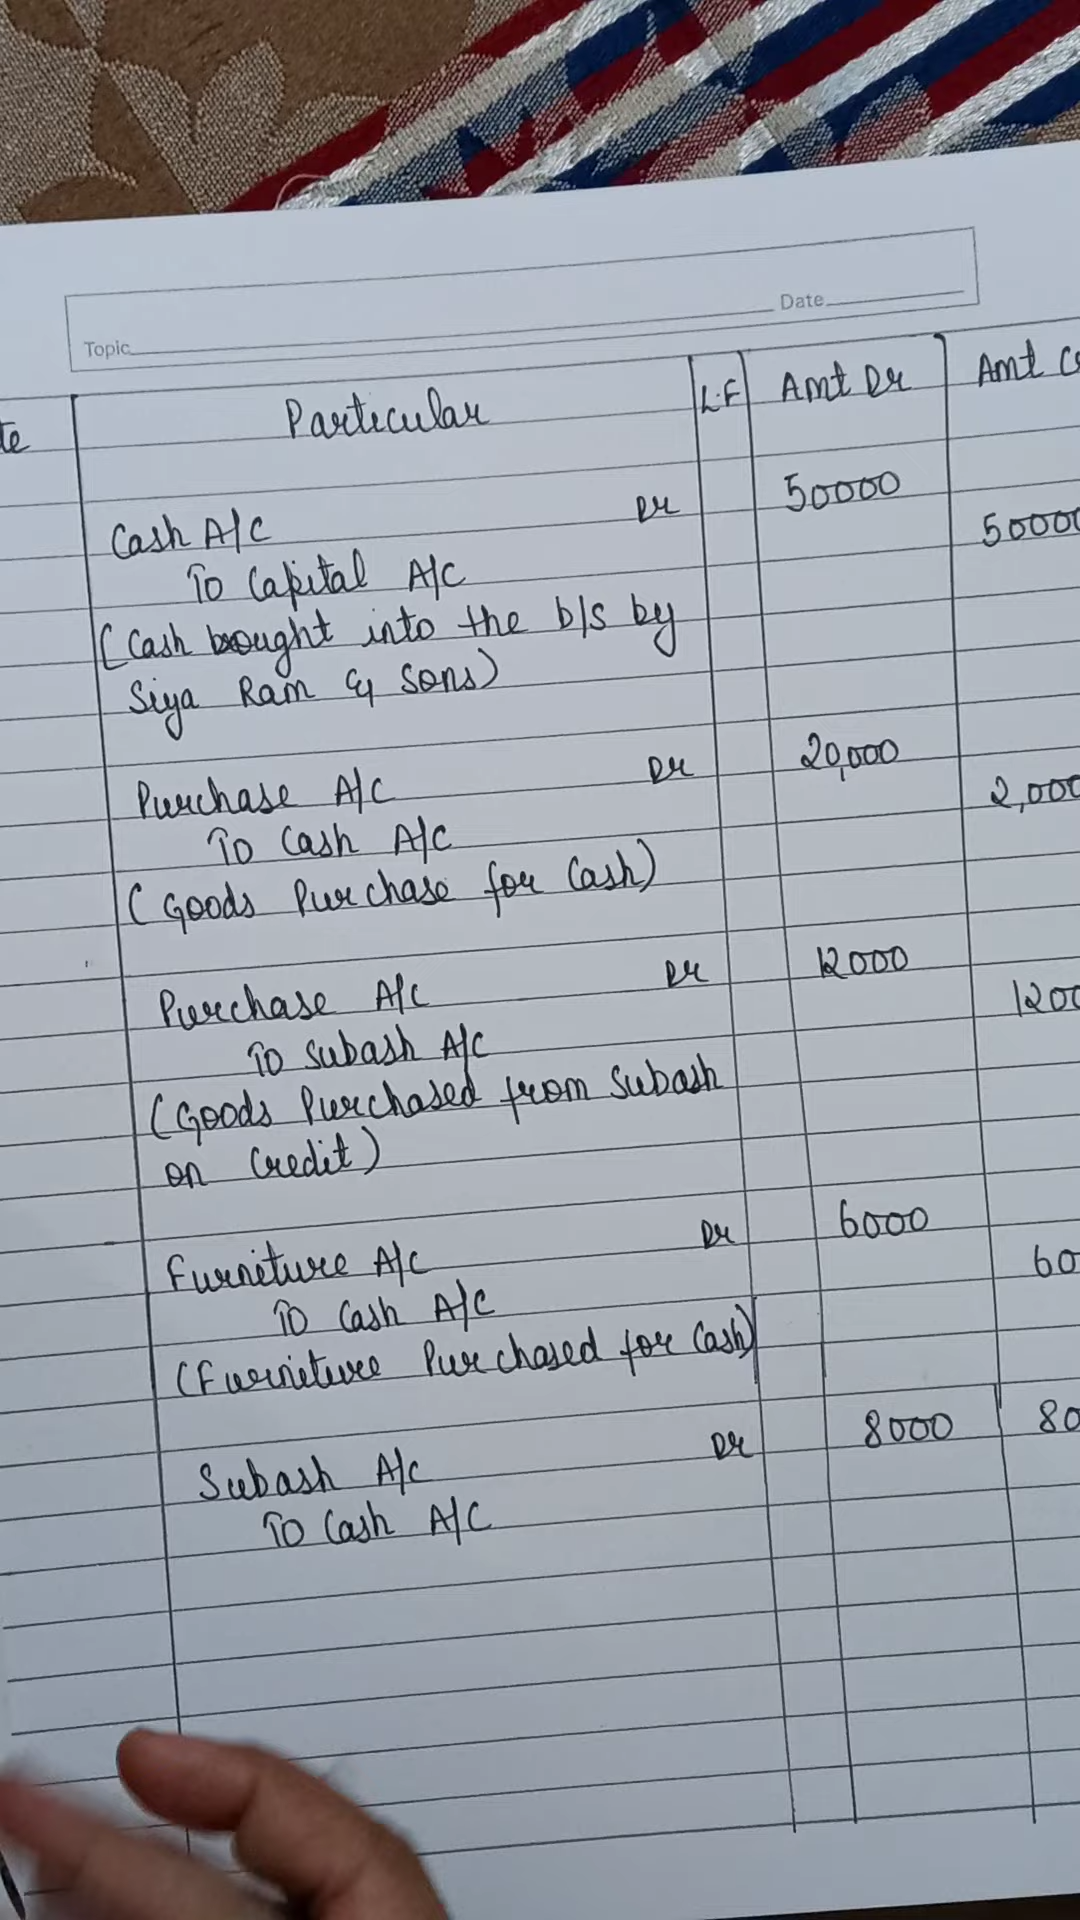 Topic Date
te Particular L.F Amt Dr Amt C
Cash A/C Dr 50000
To Capital A/C 5000
(Cash bought into the b/s by
Siya Ram & Sons)
Purchase A/C Dr 20,000
To Cash A/C 2,000
(Goods Purchase for Cash)
Purchase A/C Dr 12000
To Subash A/C 120
(Goods Purchased from Subash
on Credit)
Furniture A/C Dr 6000
To Cash A/C 60
(Furniture Purchased for Cash)
Subash A/C Dr 8000 80
To Cash A/C